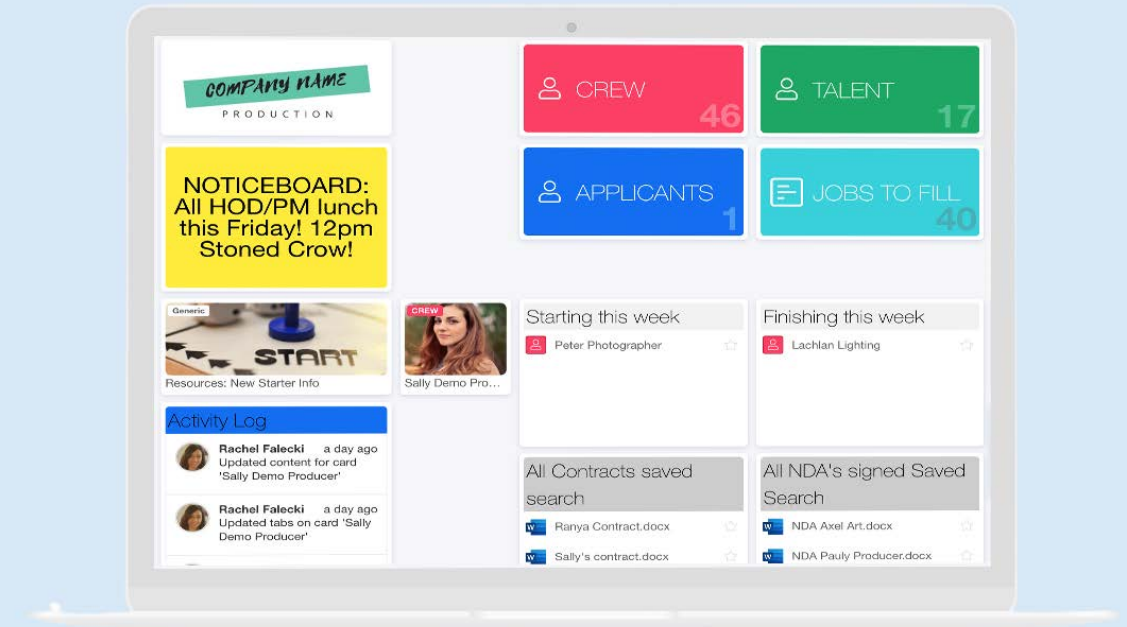 COMPANY NAME
PRODUCTION
CREW
46
TALENT
17
NOTICEBOARD:
All HOD/PM lunch
this Friday! 12pm
Stoned Crow!
APPLICANTS
1
JOBS TO FILL
40
Generic
START
Resources: New Starter Info
CREW
Sally Demo Pro...
Starting this week
Peter Photographer
Finishing this week
Lachlan Lighting
Activity Log
Rachel Falecki a day ago
Updated content for card
'Sally Demo Producer'
Rachel Falecki a day ago
Updated tabs on card 'Sally
Demo Producer'
All Contracts saved
search
W Ranya Contract.docx
W Sally's contract.docx
All NDA's signed Saved
Search
W NDA Axel Art.docx
W NDA Pauly Producer.docx